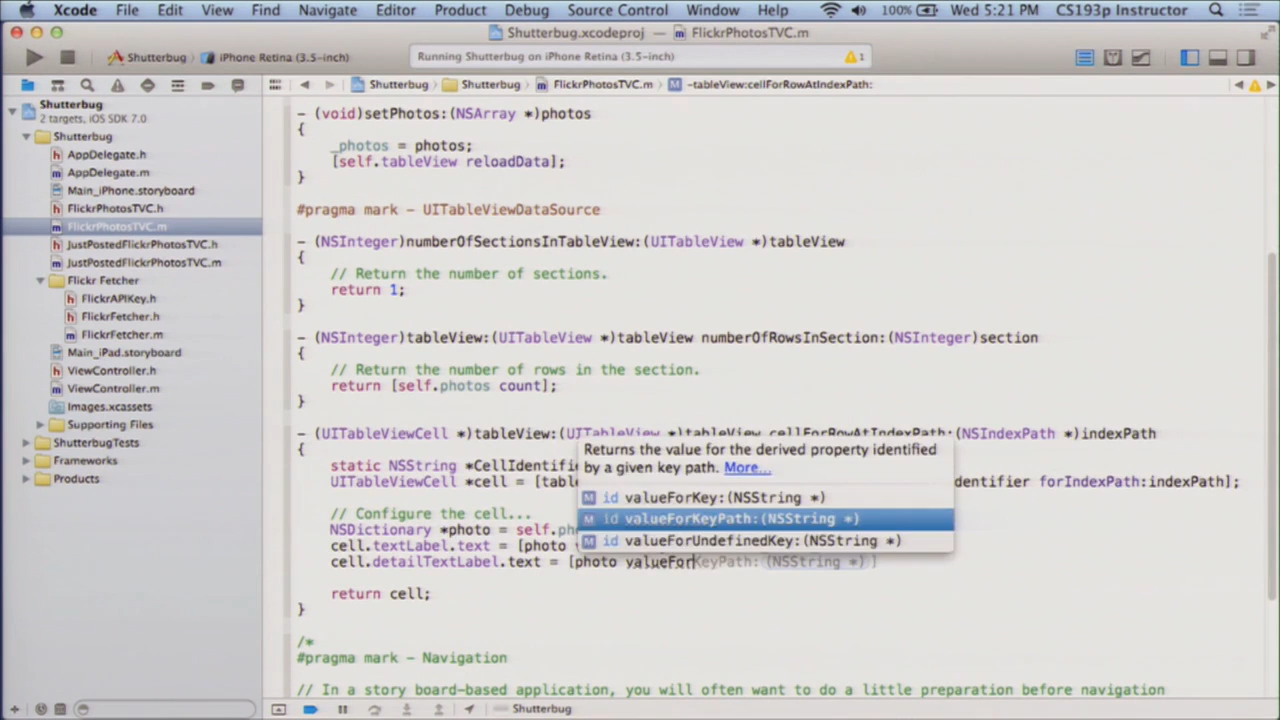 Xcode File Edit View Find Navigate Editor Product Debug Source Control Window Help 100% Wed 5:21 PM CS193p Instructor
Shutterbug.xcodeproj — FlickrPhotosTVC.m
Shutterbug iPhone Retina (3.5-inch) Running Shutterbug on iPhone Retina (3.5-inch) 1
Shutterbug Shutterbug FlickrPhotosTVC.m -tableView:cellForRowAtIndexPath:
Shutterbug
2 targets, iOS SDK 7.0
Shutterbug
AppDelegate.h
AppDelegate.m
Main_iPhone.storyboard
FlickrPhotosTVC.h
FlickrPhotosTVC.m
JustPostedFlickrPhotosTVC.h
JustPostedFlickrPhotosTVC.m
Flickr Fetcher
FlickrAPIKey.h
FlickrFetcher.h
FlickrFetcher.m
Main_iPad.storyboard
ViewController.h
ViewController.m
Images.xcassets
Supporting Files
ShutterbugTests
Frameworks
Products
- (void)setPhotos:(NSArray *)photos
{
_photos = photos;
[self.tableView reloadData];
}
#pragma mark - UITableViewDataSource
- (NSInteger)numberOfSectionsInTableView:(UITableView *)tableView
{
// Return the number of sections.
return 1;
}
- (NSInteger)tableView:(UITableView *)tableView numberOfRowsInSection:(NSInteger)section
{
// Return the number of rows in the section.
return [self.photos count];
}
- (UITableViewCell *)tableView:(UITableView *)tableView cellForRowAtIndexPath:(NSIndexPath *)indexPath
{
static NSString *CellIdentifie
UITableViewCell *cell = [tab entifier forIndexPath:indexPath];
// Configure the cell...
NSDictionary *photo = self.ph
cell.textLabel.text = [photo
cell.detailTextLabel.text = [photo valueForKeyPath:(NSString *)]
return cell;
}
/*
#pragma mark - Navigation
// In a story board-based application, you will often want to do a little preparation before navigation
Returns the value for the derived property identified
by a given key path. More...
M id valueForKey:(NSString *)
M id valueForKeyPath:(NSString *)
M id valueForUndefinedKey:(NSString *)
Shutterbug